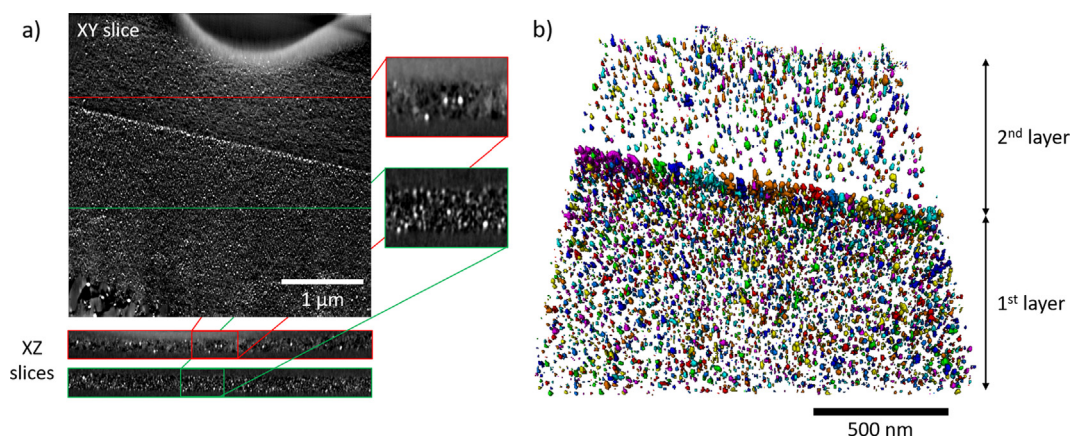 a)
XY slice
1 µm
XZ
slices
b)
2nd layer
1st layer
500 nm